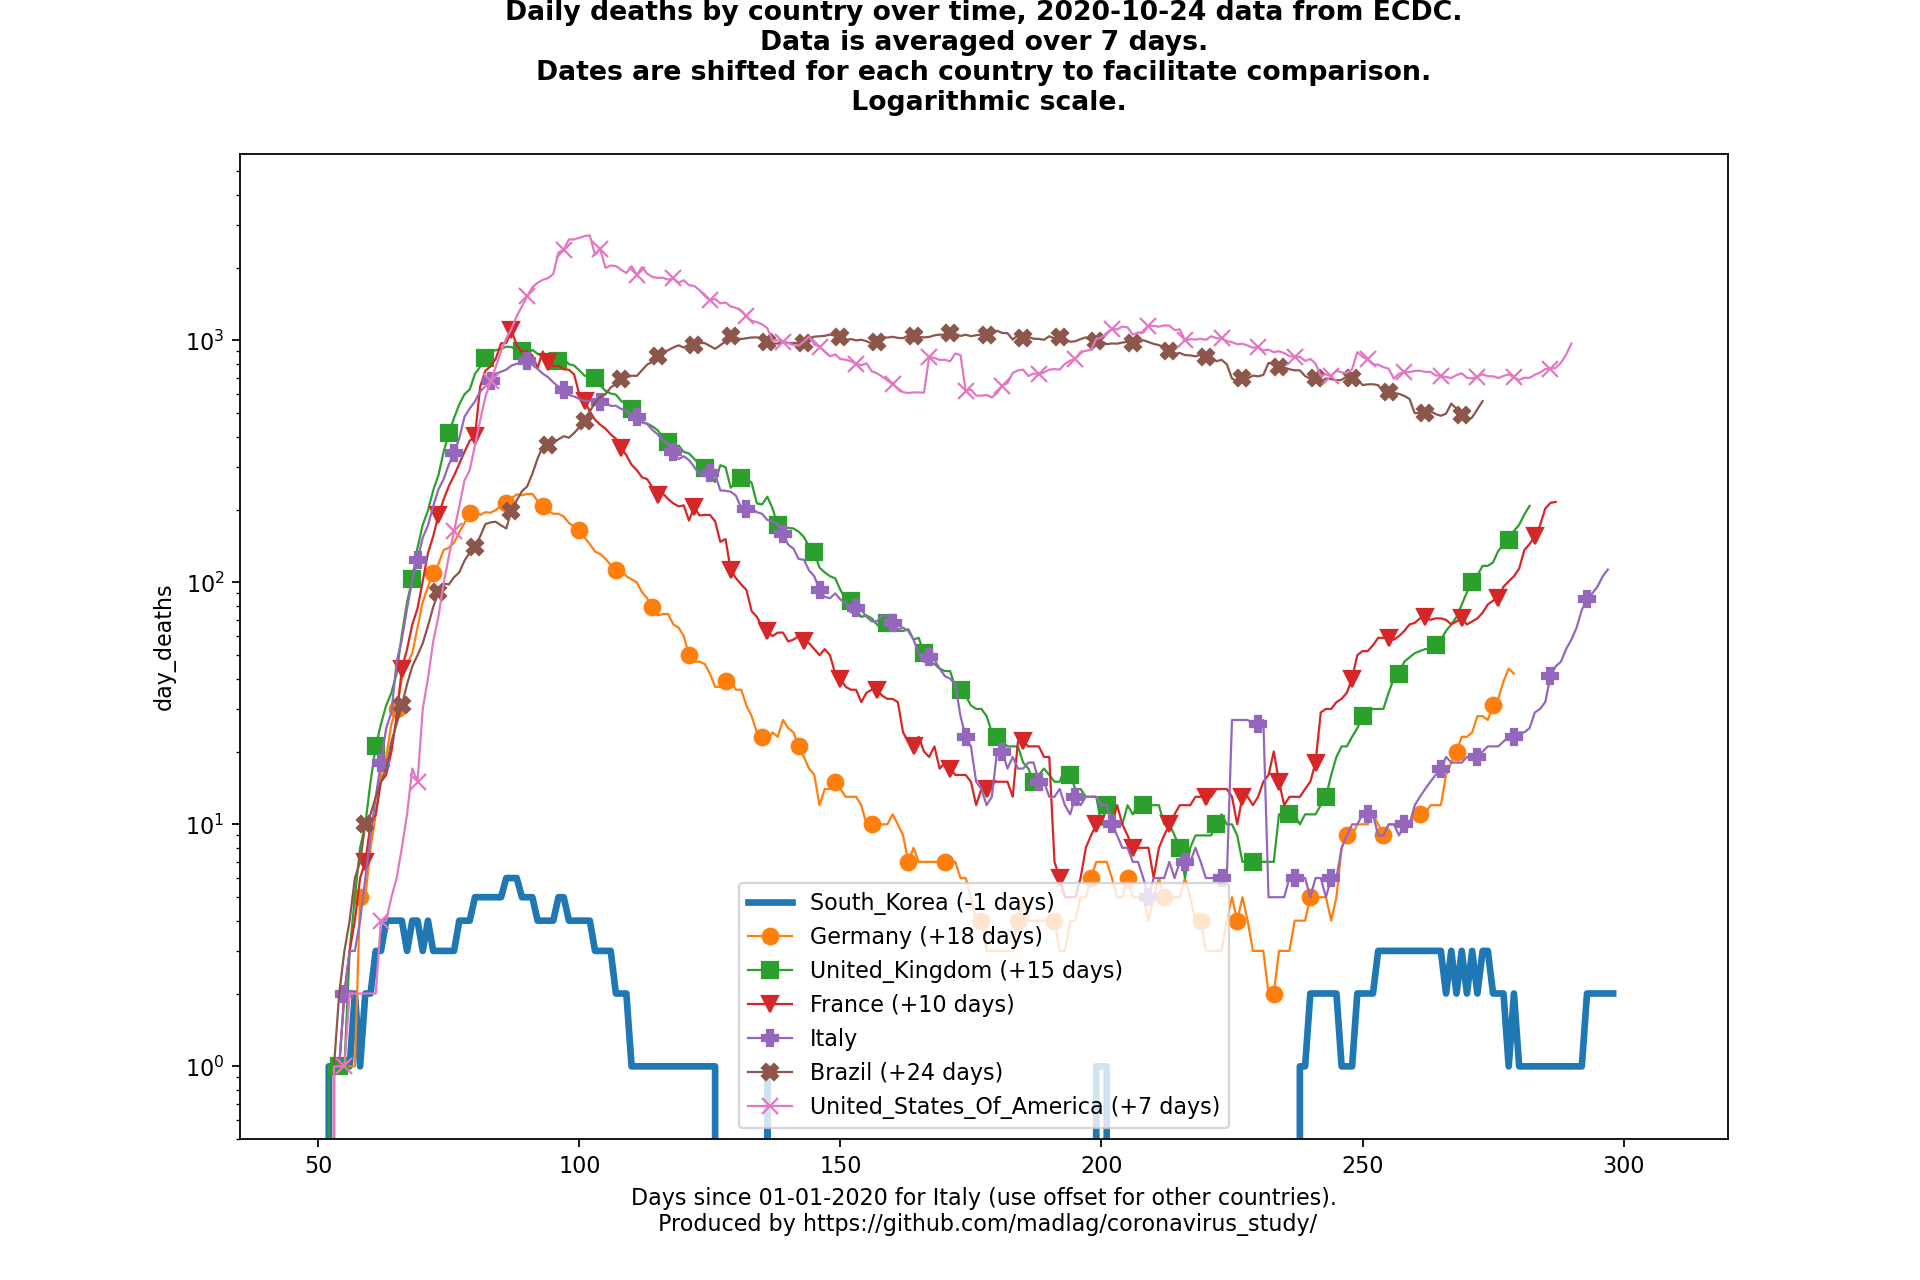 Daily deaths by country over time, 2020-10-24 data from ECDC.
Data is averaged over 7 days.
Dates are shifted for each country to facilitate comparison.
Logarithmic scale.
day_deaths
10³
10²
10¹
10⁰
South_Korea (-1 days)
Germany (+18 days)
United_Kingdom (+15 days)
France (+10 days)
Italy
Brazil (+24 days)
United_States_Of_America (+7 days)
50 100 150 200 250 300
Days since 01-01-2020 for Italy (use offset for other countries).
Produced by https://github.com/madlag/coronavirus_study/